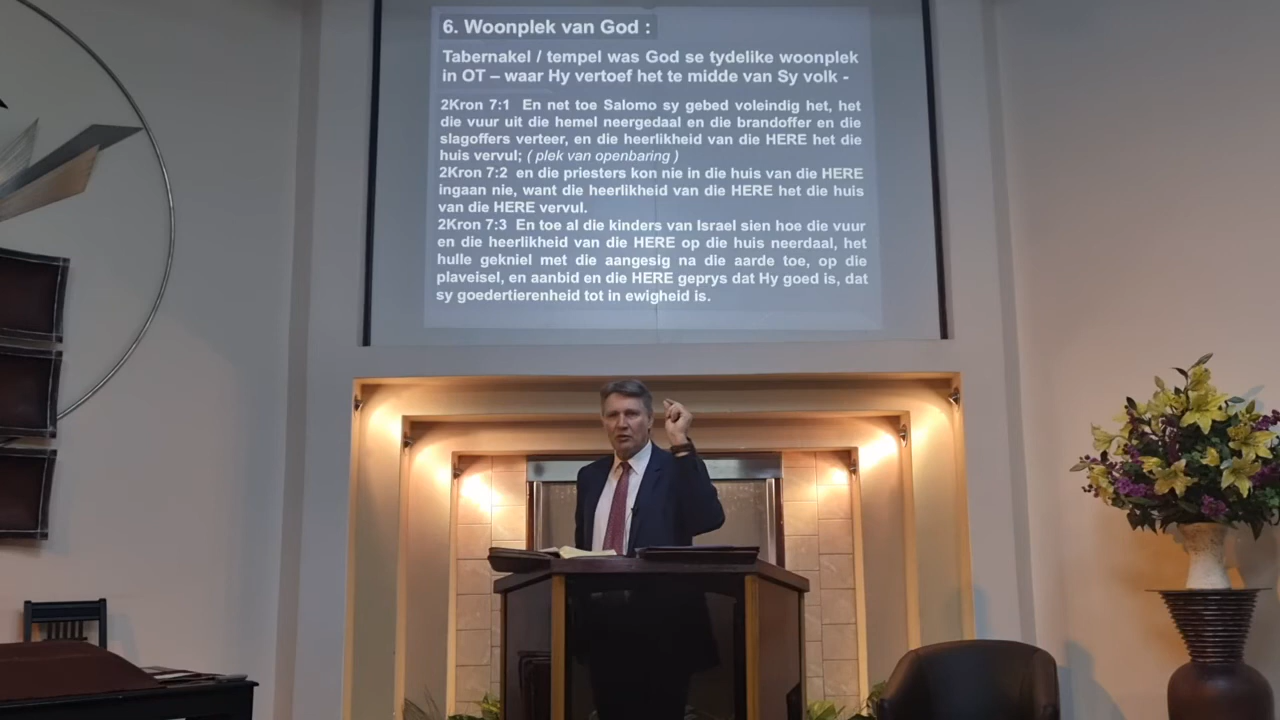 6. Woonplek van God :
Tabernakel / tempel was God se tydelike woonplek
in OT – waar Hy vertoef het te midde van Sy volk -
2Kron 7:1 En net toe Salomo sy gebed voleindig het, het
die vuur uit die hemel neergedaal en die brandoffer en die
slagoffers verteer, en die heerlikheid van die HERE het die
huis vervul; ( plek van openbaring )
2Kron 7:2 en die priesters kon nie in die huis van die HERE
ingaan nie, want die heerlikheid van die HERE het die huis
van die HERE vervul.
2Kron 7:3 En toe al die kinders van Israel sien hoe die vuur
en die heerlikheid van die HERE op die huis neerdaal, het
hulle gekniel met die aangesig na die aarde toe, op die
plaveisel, en aanbid en die HERE geprys dat Hy goed is, dat
sy goedertierenheid tot in ewigheid is.